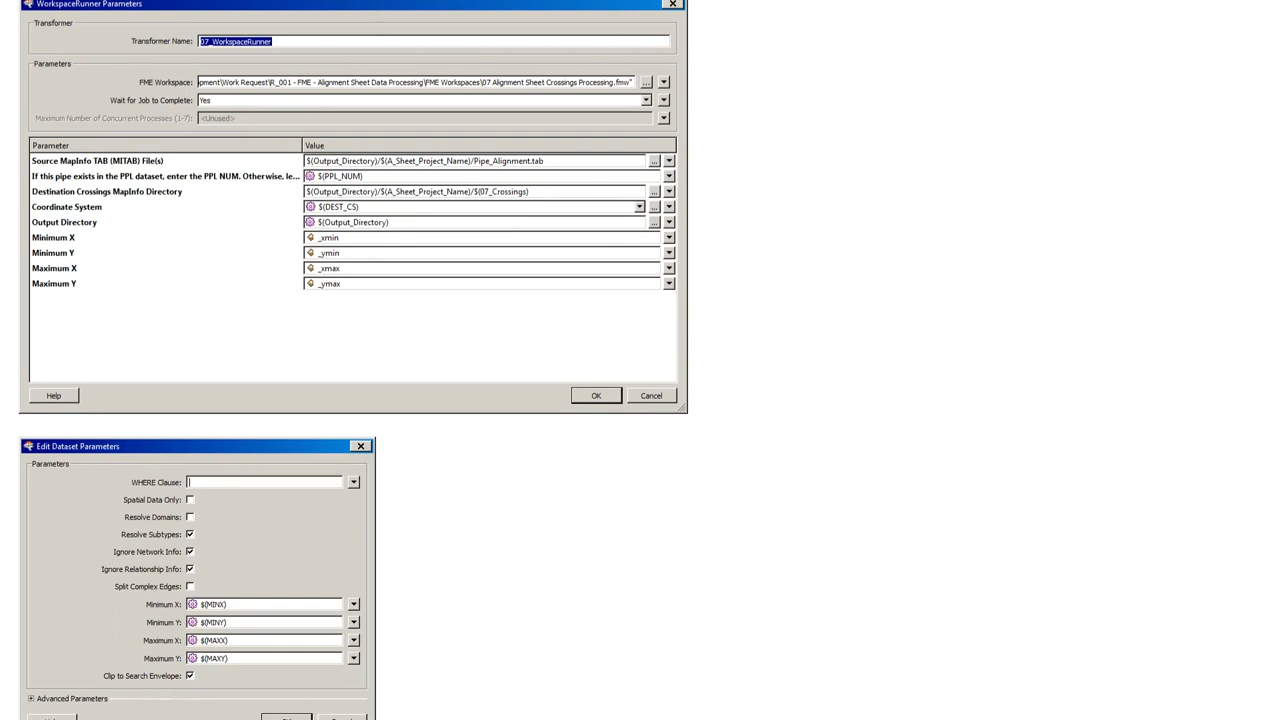 WorkspaceRunner Parameters
Transformer
Transformer Name: 07_WorkspaceRunner
Parameters
FME Workspace: opment\Work Request\R_001 - FME - Alignment Sheet Data Processing\FME Workspaces\07 Alignment Sheet Crossings Processing.fmw" ...
Wait for Job to Complete: Yes
Maximum Number of Concurrent Processes (1-7): <Unused>
Parameter Value
Source MapInfo TAB (MITAB) File(s) $(Output_Directory)/$(A_Sheet_Project_Name)/Pipe_Alignment.tab ...
If this pipe exists in the PPL dataset, enter the PPL NUM. Otherwise, le... $(PPL_NUM)
Destination Crossings MapInfo Directory $(Output_Directory)/$(A_Sheet_Project_Name)/$(07_Crossings) ...
Coordinate System $(DEST_CS) ...
Output Directory $(Output_Directory) ...
Minimum X _xmin
Minimum Y _ymin
Maximum X _xmax
Maximum Y _ymax
Help OK Cancel
Edit Dataset Parameters
Parameters
WHERE Clause:
Spatial Data Only:
Resolve Domains:
Resolve Subtypes:
Ignore Network Info:
Ignore Relationship Info:
Split Complex Edges:
Minimum X: $(MINX)
Minimum Y: $(MINY)
Maximum X: $(MAXX)
Maximum Y: $(MAXY)
Clip to Search Envelope:
Advanced Parameters